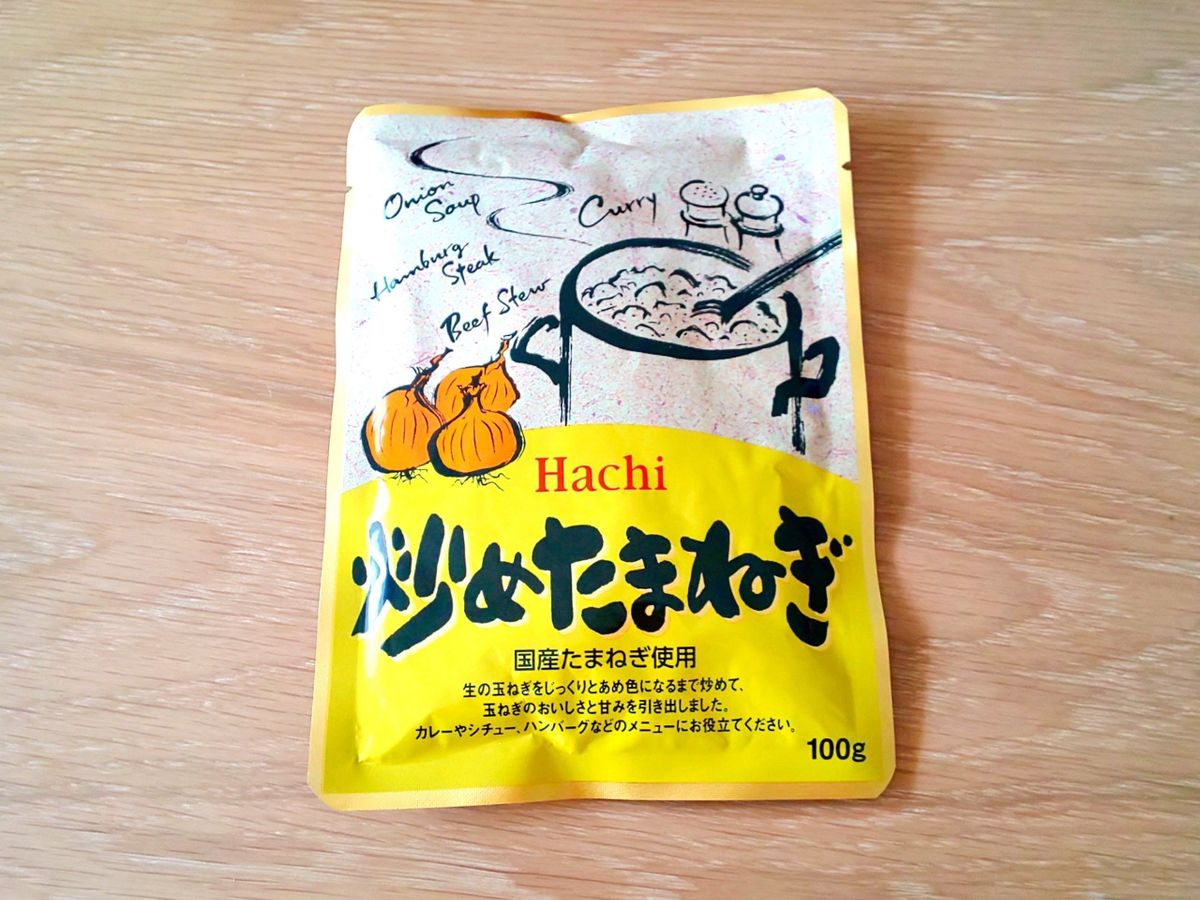 Onion
Soup
Curry
Hamburg
Steak
Beef Stew
Hachi
炒めたまねぎ
国産たまねぎ使用
生の玉ねぎをじっくりとあめ色になるまで炒めて、
玉ねぎのおいしさと甘みを引き出しました。
カレーやシチュー、ハンバーグなどのメニューにお役立てください。
100g